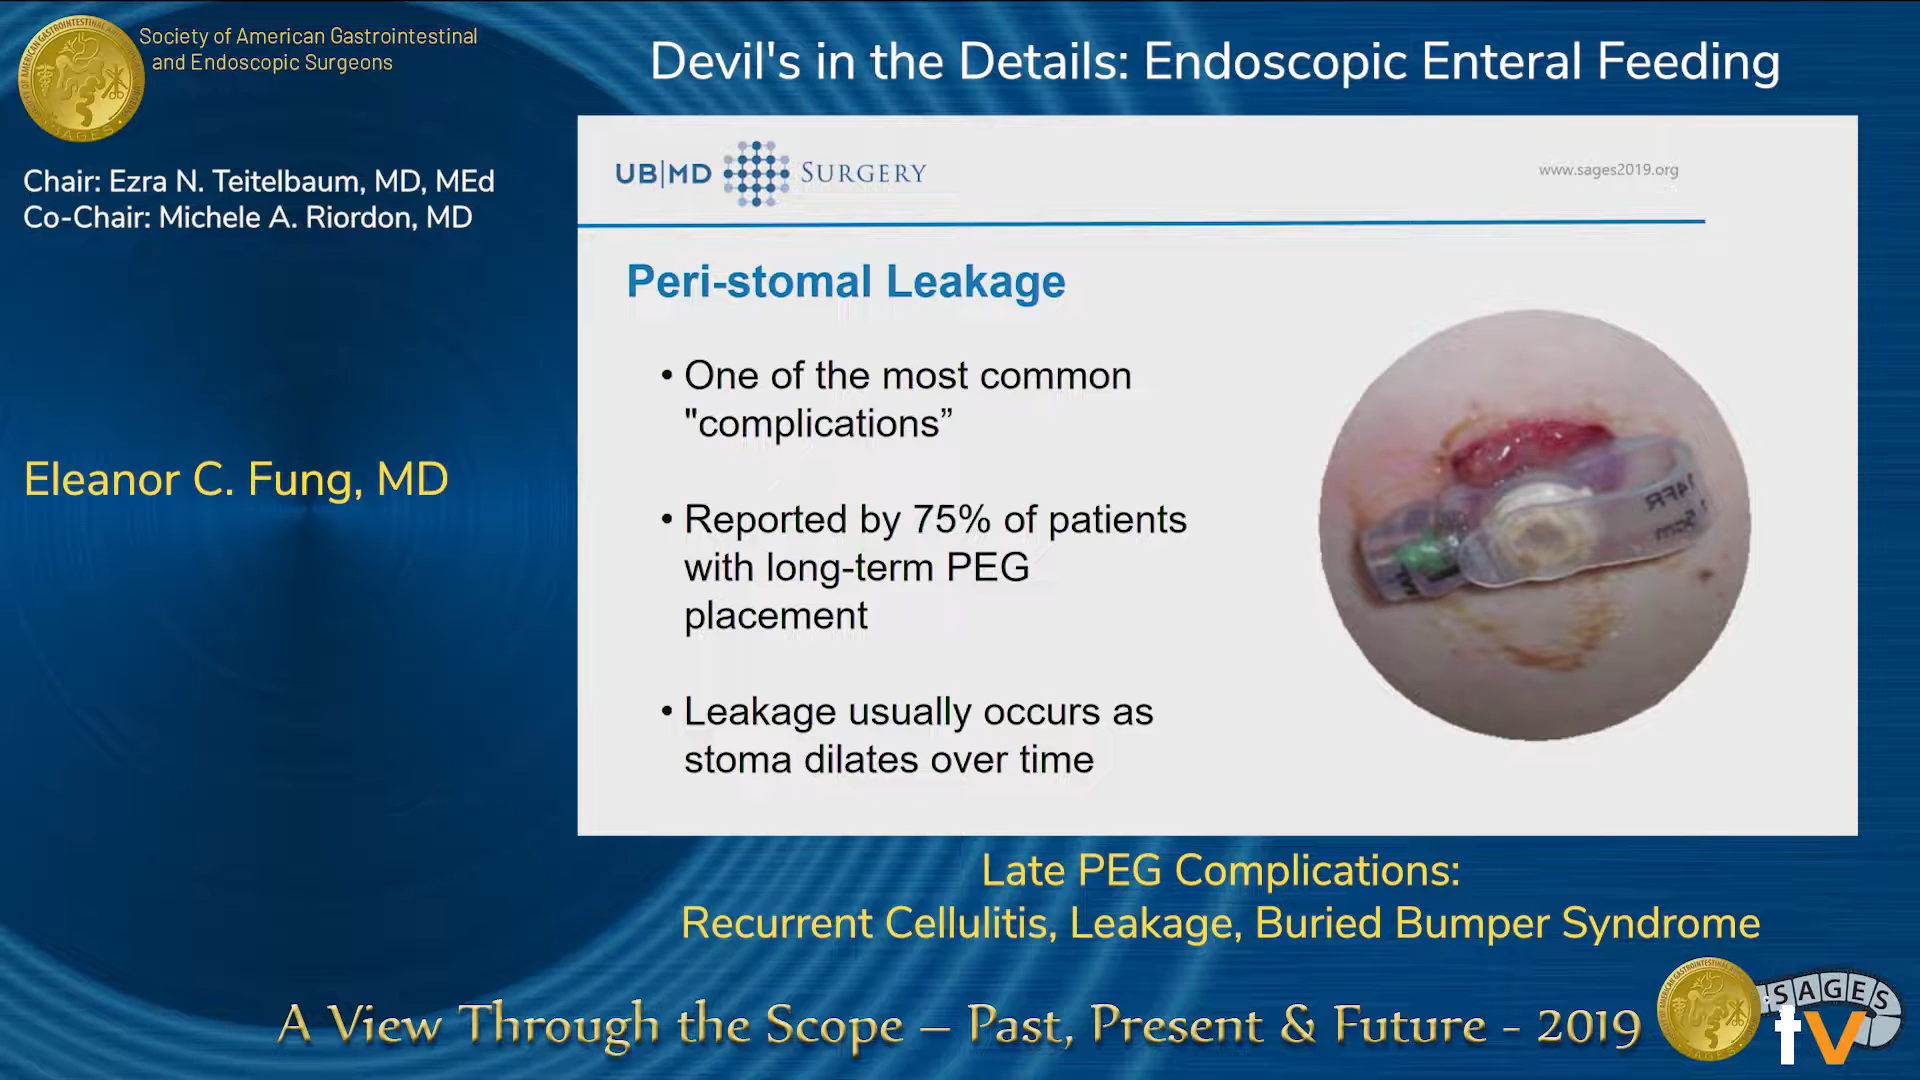 Society of American Gastrointestinal
and Endoscopic Surgeons
Devil's in the Details: Endoscopic Enteral Feeding
Chair: Ezra N. Teitelbaum, MD, MEd
Co-Chair: Michele A. Riordon, MD
Eleanor C. Fung, MD
UB|MD SURGERY
www.sages2019.org
Peri-stomal Leakage
• One of the most common
"complications”
• Reported by 75% of patients
with long-term PEG
placement
• Leakage usually occurs as
stoma dilates over time
Late PEG Complications:
Recurrent Cellulitis, Leakage, Buried Bumper Syndrome
A View Through the Scope – Past, Present & Future - 2019
SAGES
tv